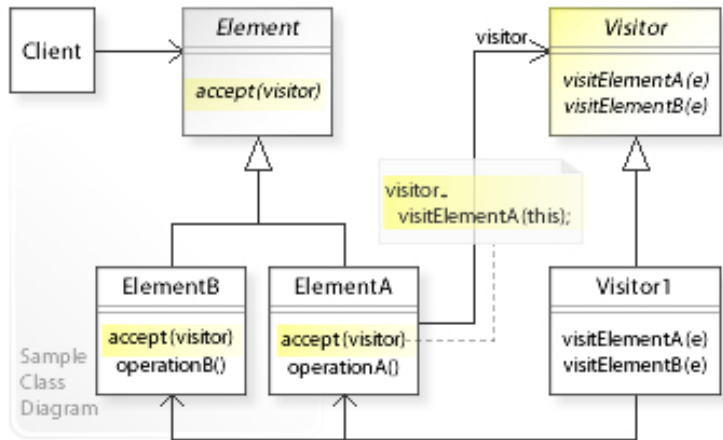 Client
Element
accept(visitor)
visitor
Visitor
visitElementA(e)
visitElementB(e)
visitor.
visitElementA(this);
ElementB
accept(visitor)
operationB()
ElementA
accept(visitor)
operationA()
Visitor1
visitElementA(e)
visitElementB(e)
Sample
Class
Diagram